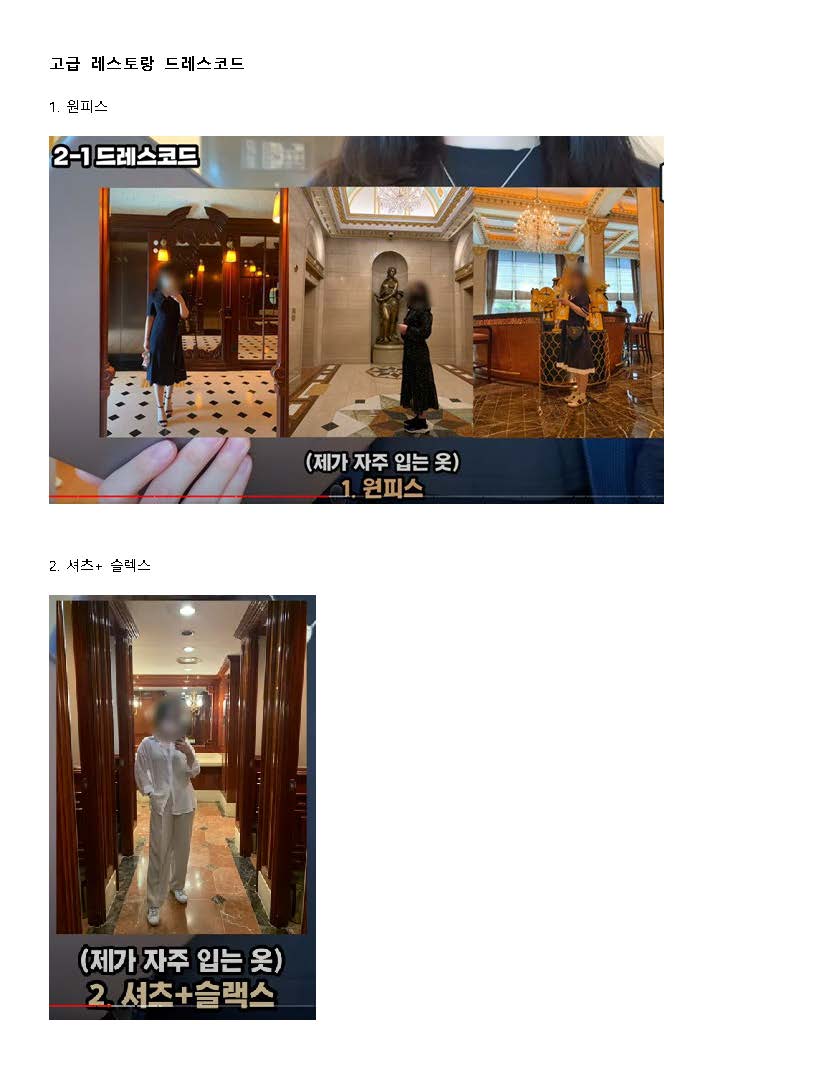 고급 레스토랑 드레스코드
1. 원피스
2-1 드레스코드
(제가 자주 입는 옷)
1. 원피스
2. 셔츠+ 슬렉스
(제가 자주 입는 옷)
2. 셔츠+슬랙스